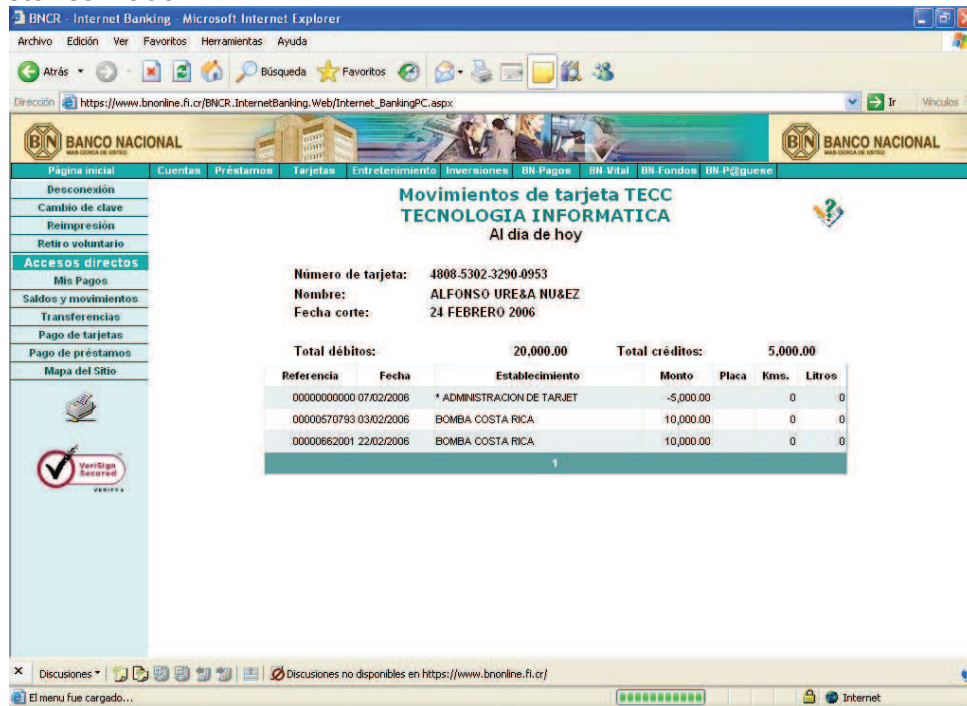 BNCR - Internet Banking - Microsoft Internet Explorer
Archivo Edición Ver Favoritos Herramientas Ayuda
Atrás Búsqueda Favoritos
Dirección https://www.bnonline.fi.cr/BNCR.InternetBanking.Web/Internet_BankingPC.aspx Ir Vínculos
BN BANCO NACIONAL BN BANCO NACIONAL
Página inicial Cuentas Préstamos Tarjetas Entretenimiento Inversiones BN-Pagos BN-Vital BN-Fondos BN-P@guese
Desconexión
Cambio de clave
Reimpresión
Retiro voluntario
Accesos directos
Mis Pagos
Saldos y movimientos
Transferencias
Pago de tarjetas
Pago de préstamos
Mapa del Sitio
VeriSign
Secured
VERIFY
Movimientos de tarjeta TECC
TECNOLOGIA INFORMATICA
Al día de hoy
Número de tarjeta: 4808-5302-3290-0953
Nombre: ALFONSO URE&A NU&EZ
Fecha corte: 24 FEBRERO 2006
Total débitos: 20,000.00 Total créditos: 5,000.00
Referencia Fecha Establecimiento Monto Placa Kms. Litros
00000000000 07/02/2006 * ADMINISTRACION DE TARJET -5,000.00 0 0
00000570793 03/02/2006 BOMBA COSTA RICA 10,000.00 0 0
00000662001 22/02/2006 BOMBA COSTA RICA 10,000.00 0 0
1
Discusiones Discusiones no disponibles en https://www.bnonline.fi.cr/
El menu fue cargado... Internet